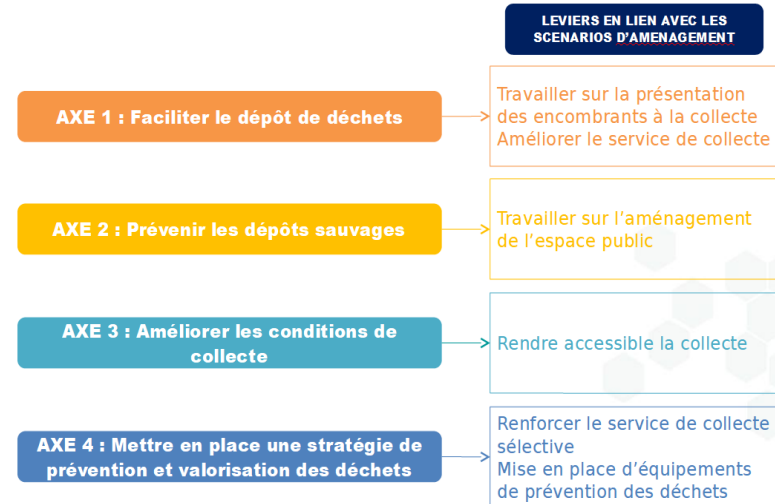 LEVIERS EN LIEN AVEC LES
SCENARIOS D’AMENAGEMENT
AXE 1 : Faciliter le dépôt de déchets
Travailler sur la présentation
des encombrants à la collecte
Améliorer le service de collecte
AXE 2 : Prévenir les dépôts sauvages
Travailler sur l’aménagement
de l’espace public
AXE 3 : Améliorer les conditions de
collecte
Rendre accessible la collecte
AXE 4 : Mettre en place une stratégie de
prévention et valorisation des déchets
Renforcer le service de collecte
sélective
Mise en place d’équipements
de prévention des déchets